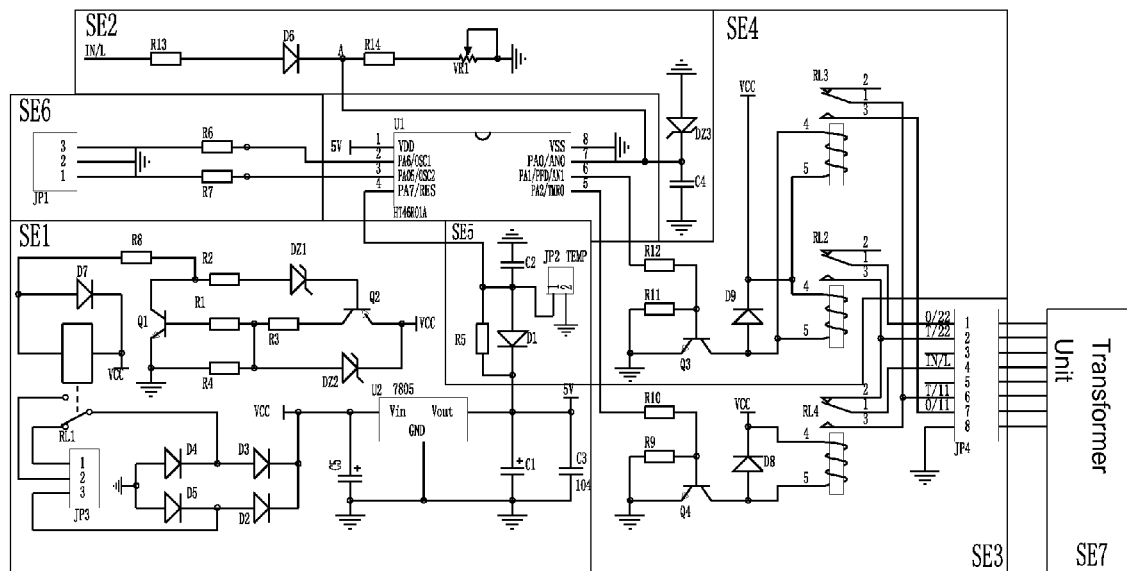 SE2
IN/L
R13
D6
A
R14
VR1
SE4
VCC
RL3
2
1
3
4
5
DZ3
C4
SE6
3
2
1
JP1
R6
R7
5V
U1
1 VDD
2 PA6/OSC1
3 PA05/OSC2
4 PA7/RES
VSS 8
PA0/AN0 7
PA1/PFD/AN1 6
PA2/TMR0 5
HT46R01A
SE1
R8
D7
R2
DZ1
R1
Q1
Q2
VCC
R3
R4
DZ2
VCC
RL1
SE5
C2
JP2 TEMP
1
2
R5
D1
R12
R11
Q3
D9
RL2
2
1
3
4
5
U2 7805
Vin
Vout
GND
VCC
5V
C5
+
C1
+
C3
104
D4
D3
D5
D2
1
2
3
JP3
R10
R9
Q4
VCC
D8
RL4
2
1
3
4
5
O/22
T/22
IN/L
T/11
O/11
1
2
3
4
5
6
7
8
JP4
SE3
Transformer
Unit
SE7